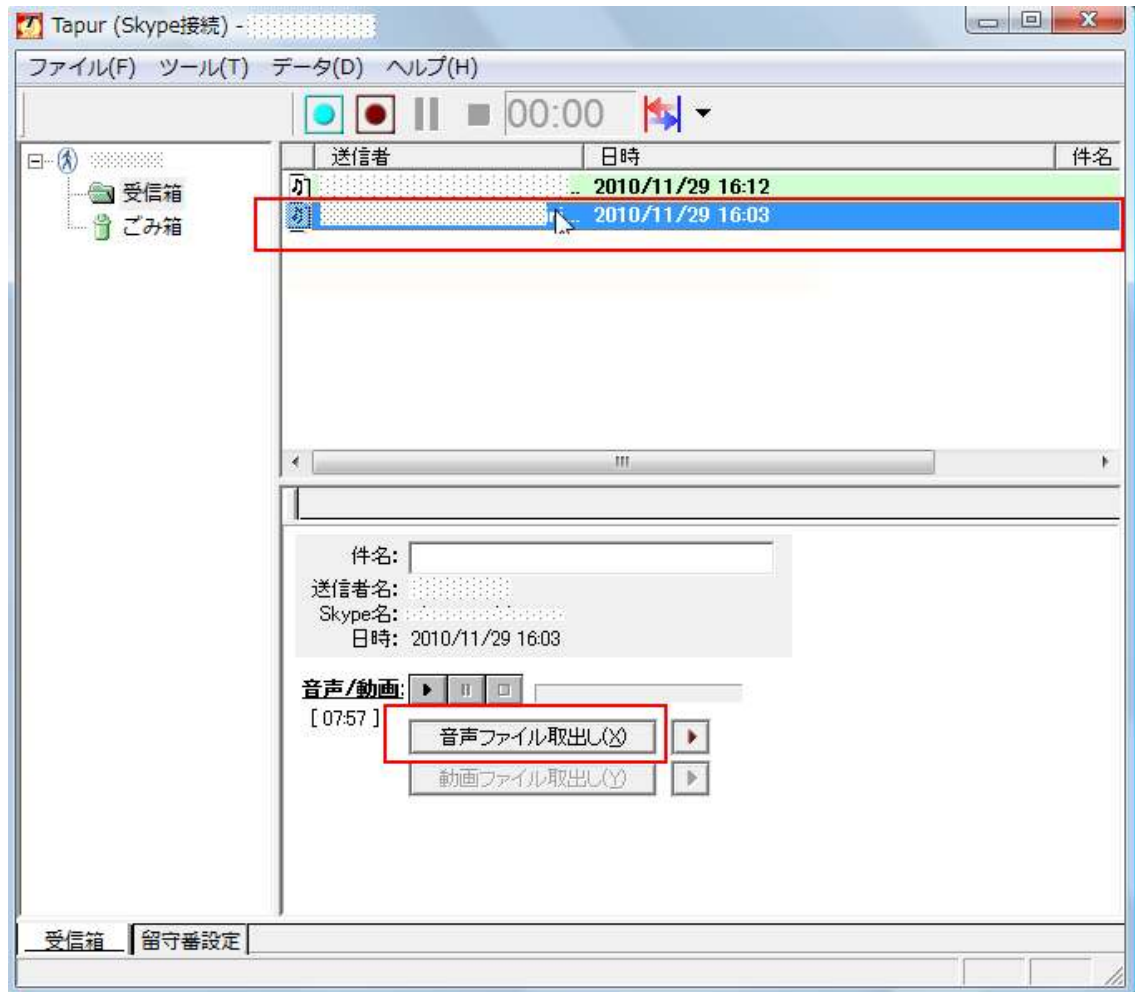 Tapur (Skype接続) -
ファイル(F) ツール(T) データ(D) ヘルプ(H)
00:00
送信者 日時 件名
受信箱
ごみ箱
.. 2010/11/29 16:12
... 2010/11/29 16:03
件名:
送信者名:
Skype名:
日時: 2010/11/29 16:03
音声/動画:
[ 07:57 ]
音声ファイル取出し(X)
動画ファイル取出し(Y)
受信箱 留守番設定